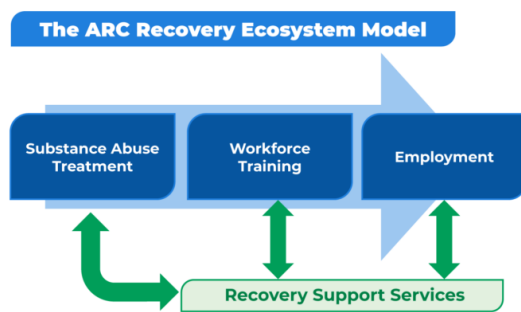 The ARC Recovery Ecosystem Model
Substance Abuse
Treatment
Workforce
Training
Employment
Recovery Support Services